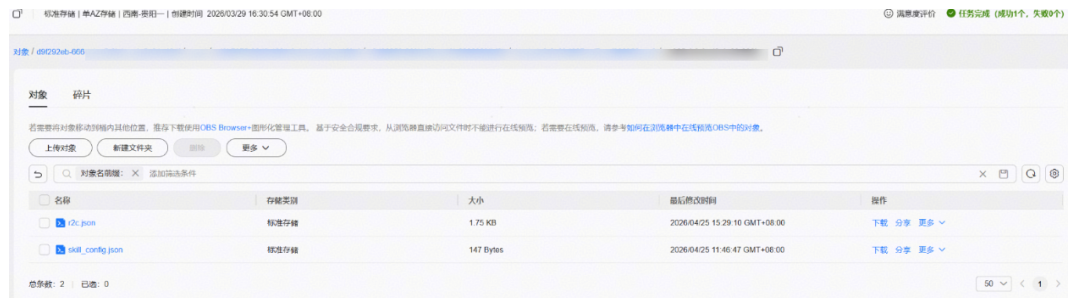 标准存储 | 单AZ存储 | 西南-贵阳一 | 创建时间 2026/03/29 16:30:54 GMT+08:00
满意度评价 任务完成 (成功1个，失败0个)
对象 / d6f292eb-666
对象 碎片
若需要将对象移动到桶内其他位置，推荐下载使用OBS Browser+图形化管理工具。 基于安全合规要求，从浏览器直接访问文件时不能进行在线预览；若需要在线预览，请参考如何在浏览器中在线预览OBS中的对象。
上传对象 新建文件夹 删除 更多
对象名前缀: 添加筛选条件
名称 存储类别 大小 最后修改时间 操作
r2c.json 标准存储 1.75 KB 2026/04/25 15:29:10 GMT+08:00 下载 分享 更多
skill_config.json 标准存储 147 Bytes 2026/04/25 11:46:47 GMT+08:00 下载 分享 更多
总条数: 2 | 已选: 0
50 1